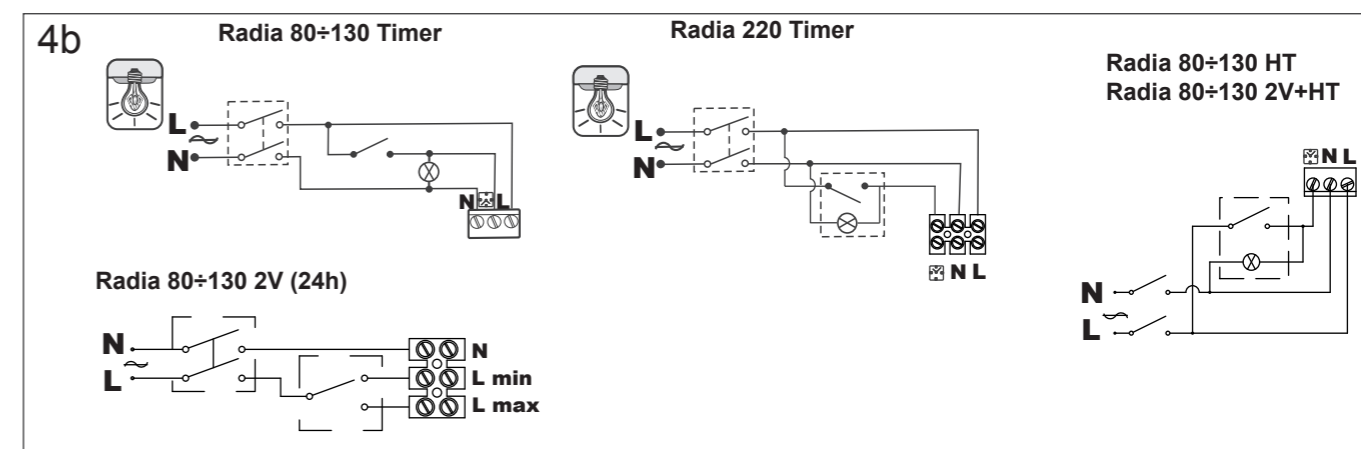 4b
Radia 80÷130 Timer
L
N
N L
Radia 220 Timer
L
N
N L
Radia 80÷130 HT
Radia 80÷130 2V+HT
N L
N
L
Radia 80÷130 2V (24h)
N
L
N
L min
L max